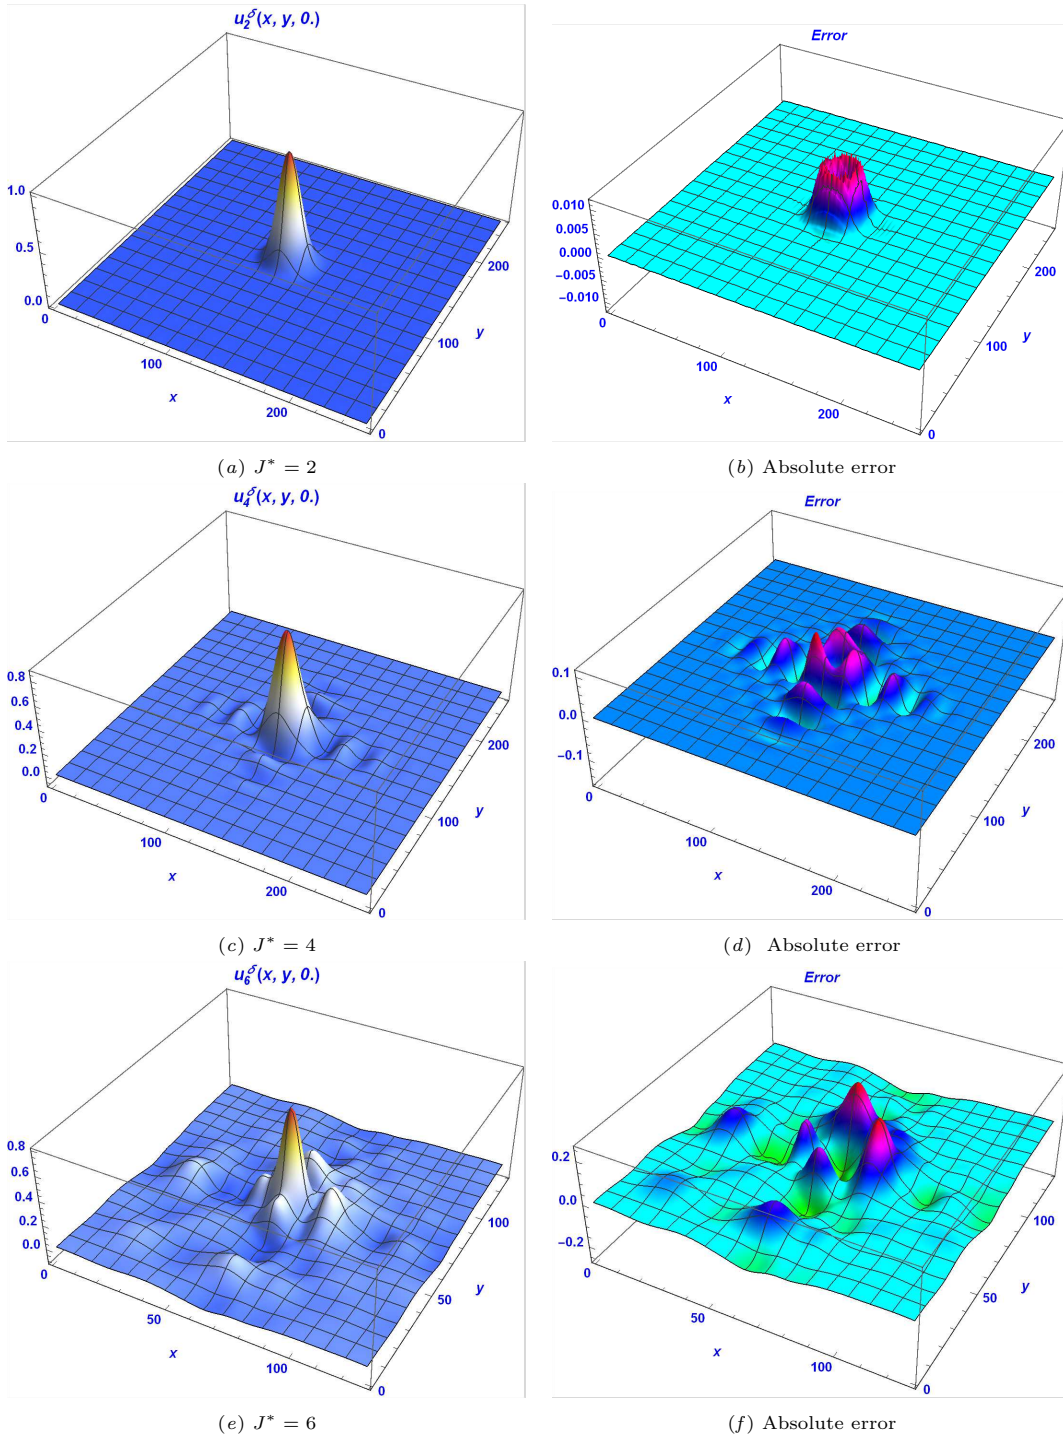 u₂^δ(x, y, 0.)
1.0
0.5
0.0
0
100
200
x
0
100
200
y
(a) J* = 2
Error
0.010
0.005
0.000
−0.005
−0.010
0
100
200
x
0
100
200
y
(b) Absolute error
u₄^δ(x, y, 0.)
0.8
0.6
0.4
0.2
0.0
0
100
200
x
0
100
200
y
(c) J* = 4
Error
0.1
0.0
−0.1
0
100
200
x
0
100
200
y
(d) Absolute error
u₆^δ(x, y, 0.)
0.8
0.6
0.4
0.2
0.0
0
50
100
x
0
50
100
y
(e) J* = 6
Error
0.2
0.0
−0.2
0
50
100
x
0
50
100
y
(f) Absolute error